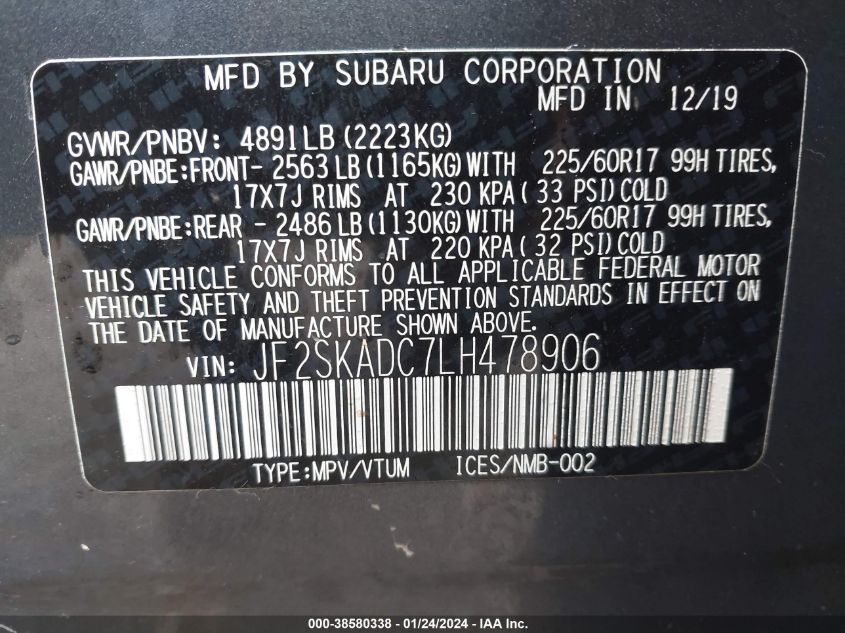 MFD BY SUBARU CORPORATION
MFD IN 12/19
GVWR/PNBV: 4891LB (2223KG)
GAWR/PNBE:FRONT- 2563 LB (1165KG) WITH 225/60R17 99H TIRES,
17X7J RIMS AT 230 KPA ( 33 PSI) COLD
GAWR/PNBE:REAR - 2486 LB (1130KG) WITH 225/60R17 99H TIRES,
17X7J RIMS AT 220 KPA ( 32 PSI) COLD
THIS VEHICLE CONFORMS TO ALL APPLICABLE FEDERAL MOTOR
VEHICLE SAFETY AND THEFT PREVENTION STANDARDS IN EFFECT ON
THE DATE OF MANUFACTURE SHOWN ABOVE.
VIN: JF2SKADC7LH478906
TYPE:MPV/VTUM ICES/NMB-002
000-38580338 - 01/24/2024 - IAA Inc.